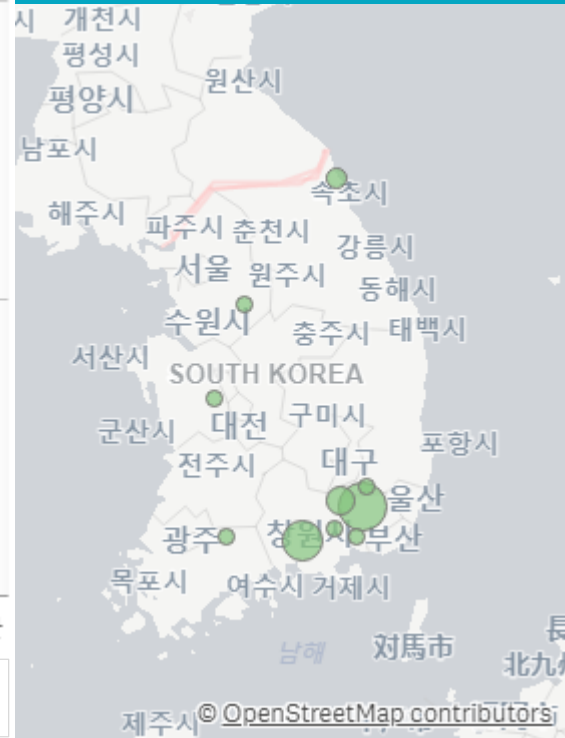 개천시
평성시
원산시
평양시
남포시
속초시
해주시
파주시
춘천시
강릉시
서울
원주시
동해시
수원시
충주시
태백시
서산시
SOUTH KOREA
군산시
대전
구미시
포항시
전주시
대구
울산
광주
창원시
부산
목포시
여수시
거제시
남해
対馬市
제주시
© OpenStreetMap contributors